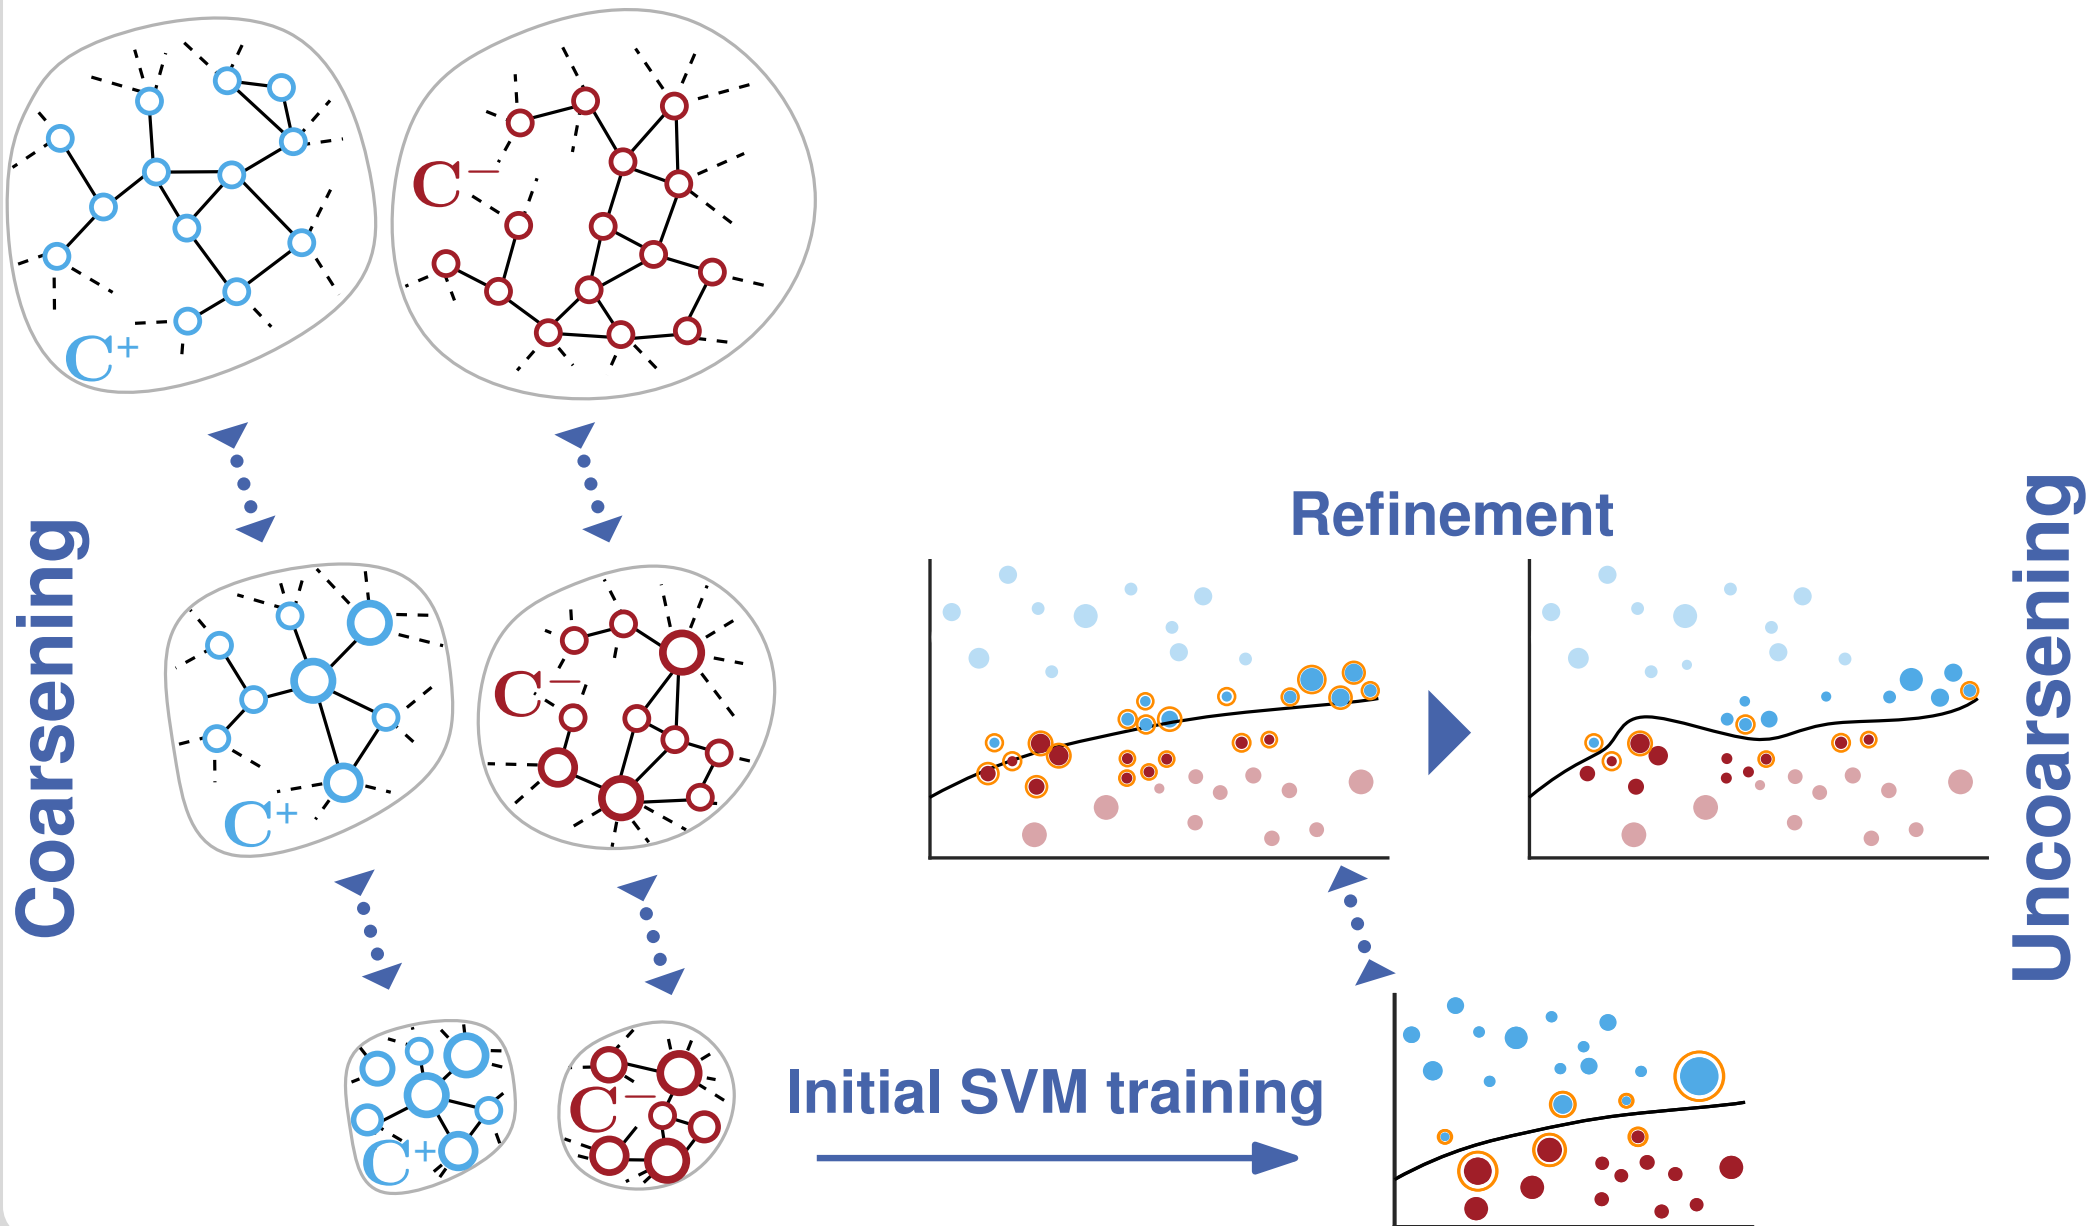 C⁺
C⁻
Coarsening
C⁺
C⁻
Refinement
Uncoarsening
C⁺
C⁻
Initial SVM training